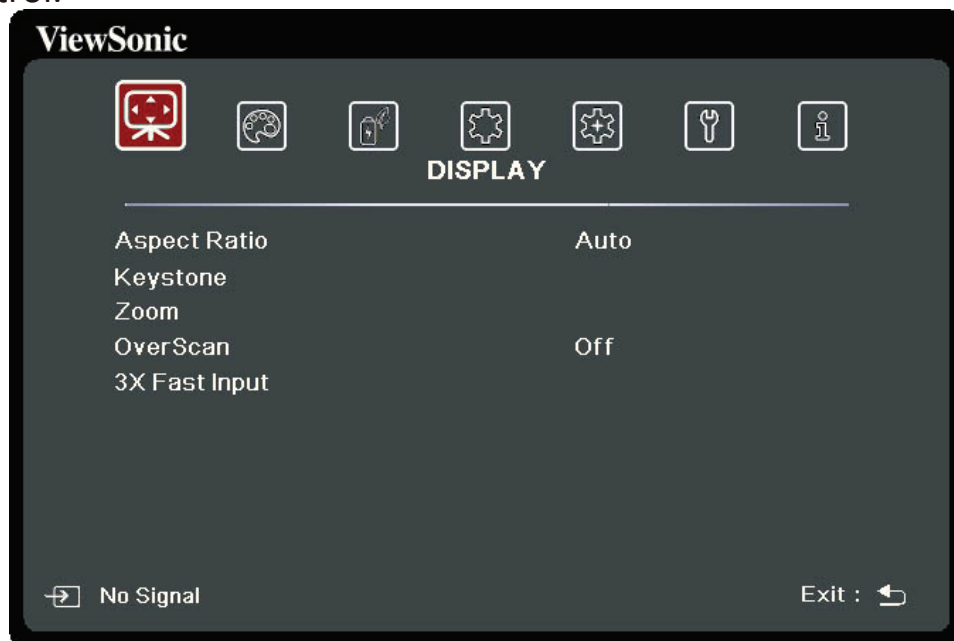 ViewSonic
DISPLAY
Aspect Ratio Auto
Keystone
Zoom
OverScan Off
3X Fast Input
No Signal Exit :